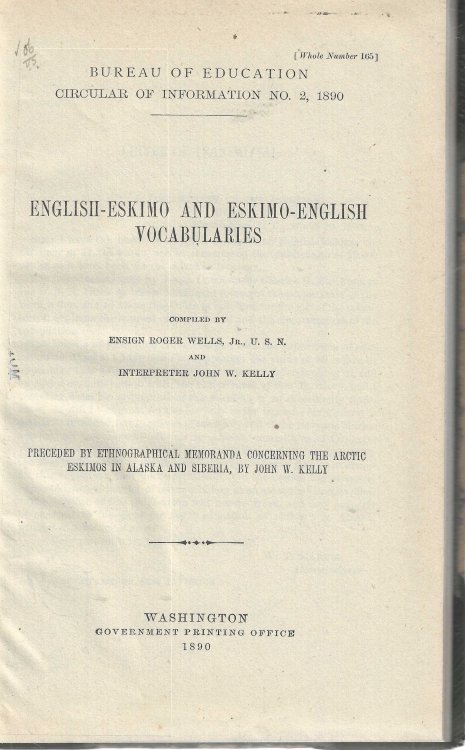 [Whole Number 165]
BUREAU OF EDUCATION
CIRCULAR OF INFORMATION NO. 2, 1890
ENGLISH-ESKIMO AND ESKIMO-ENGLISH
VOCABULARIES
COMPILED BY
ENSIGN ROGER WELLS, JR., U. S. N.
AND
INTERPRETER JOHN W. KELLY
PRECEDED BY ETHNOGRAPHICAL MEMORANDA CONCERNING THE ARCTIC
ESKIMOS IN ALASKA AND SIBERIA, BY JOHN W. KELLY
WASHINGTON
GOVERNMENT PRINTING OFFICE
1890